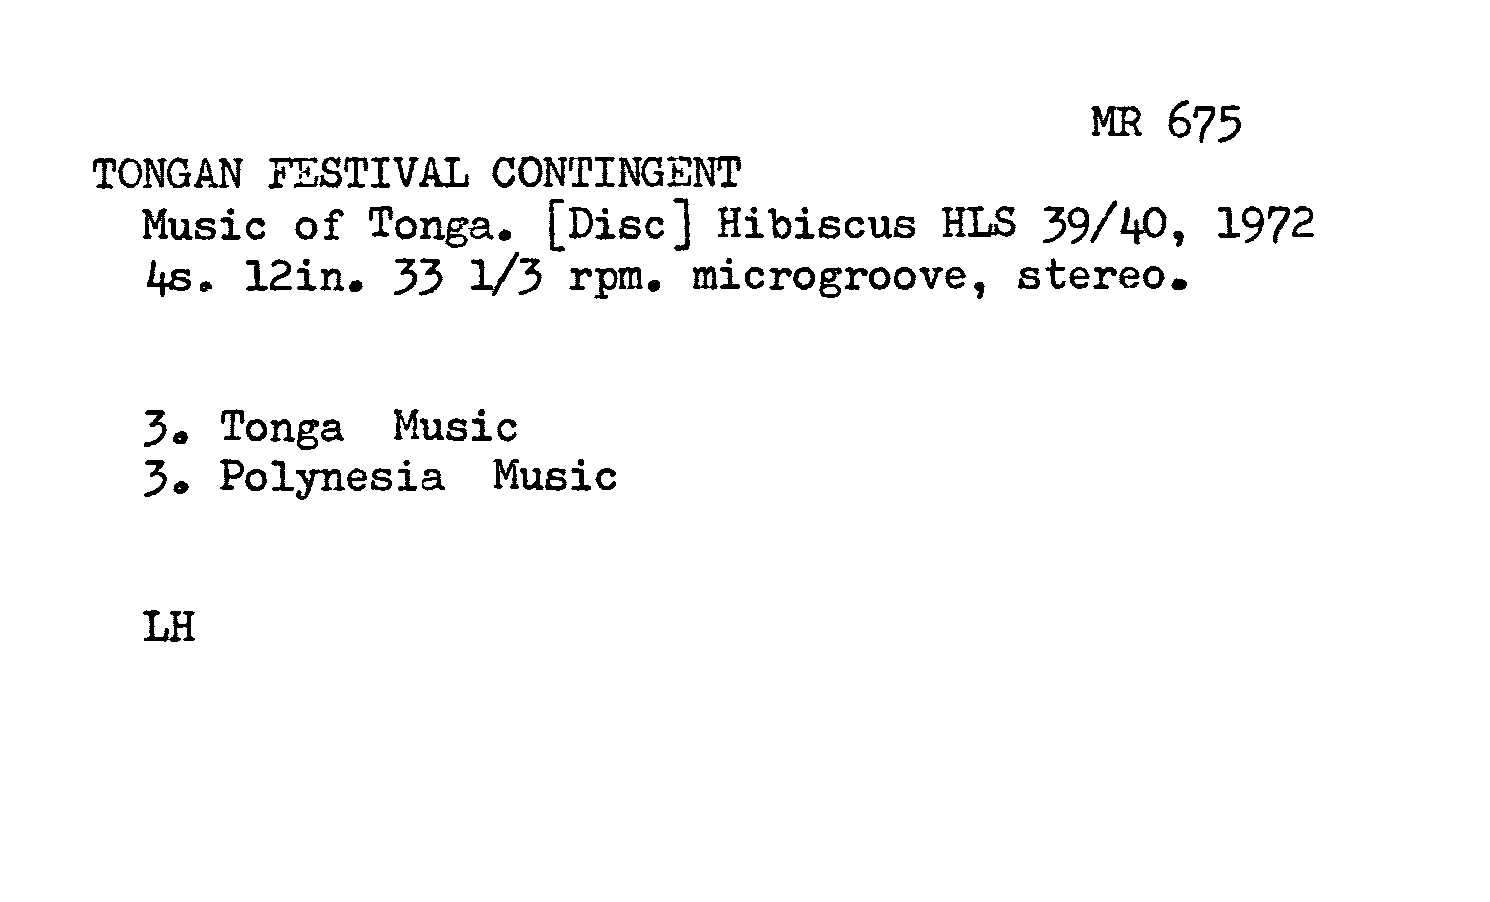 MR 675
TONGAN FESTIVAL CONTINGENT
Music of Tonga. [Disc] Hibiscus HLS 39/40, 1972
4s. 12in. 33 1/3 rpm. microgroove, stereo.
3. Tonga Music
3. Polynesia Music
LH